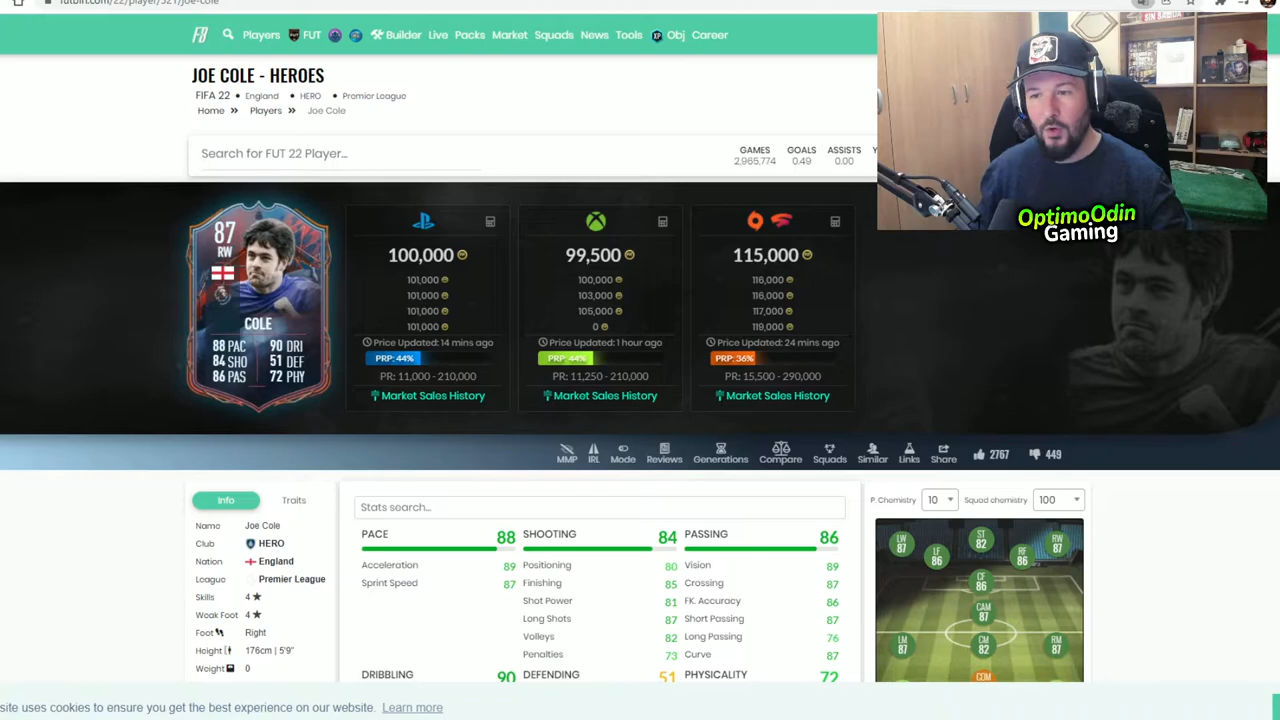 futbin.com/22/player/521/joe-cole
FB Players FUT Builder Live Packs Market Squads News Tools XP Obj Career
JOE COLE - HEROES
FIFA 22 • England • HERO • Premier League
Home » Players » Joe Cole
Search for FUT 22 Player...
GAMES GOALS ASSISTS Y
2,965,774 0.49 0.00
SIN BANDA
OptimoOdin
Gaming
87
RW
COLE
88 PAC 90 DRI
84 SHO 51 DEF
86 PAS 72 PHY
100,000 99,500 115,000
101,000 100,000 116,000
101,000 103,000 116,000
101,000 105,000 117,000
101,000 0 119,000
Price Updated: 14 mins ago Price Updated: 1 hour ago Price Updated: 24 mins ago
PRP: 44% PRP: 44% PRP: 36%
PR: 11,000 - 210,000 PR: 11,250 - 210,000 PR: 15,500 - 290,000
Market Sales History Market Sales History Market Sales History
MMP IRL Mode Reviews Generations Compare Squads Similar Links Share 2767 449
Info Traits
Name Joe Cole
Club HERO
Nation England
League Premier League
Skills 4
Weak Foot 4
Foot Right
Height 176cm | 5'9"
Weight 0
Stats search...
PACE 88 SHOOTING 84 PASSING 86
Acceleration 89 Positioning 80 Vision 89
Sprint Speed 87 Finishing 85 Crossing 87
Shot Power 81 FK. Accuracy 86
Long Shots 87 Short Passing 87
Volleys 82 Long Passing 76
Penalties 73 Curve 87
DRIBBLING 90 DEFENDING 51 PHYSICALITY 72
P. Chemistry 10 Squad chemistry 100
LW 87 ST 82 RW 87
LF 86 RF 86
CF 86
CAM 87
LM 87 CM 82 RM 87
CDM
site uses cookies to ensure you get the best experience on our website. Learn more